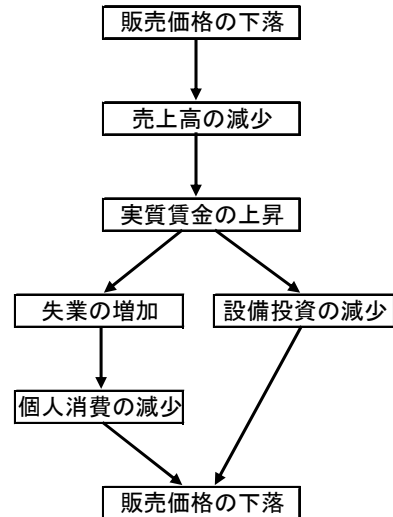 販売価格の下落
売上高の減少
実質賃金の上昇
失業の増加
設備投資の減少
個人消費の減少
販売価格の下落